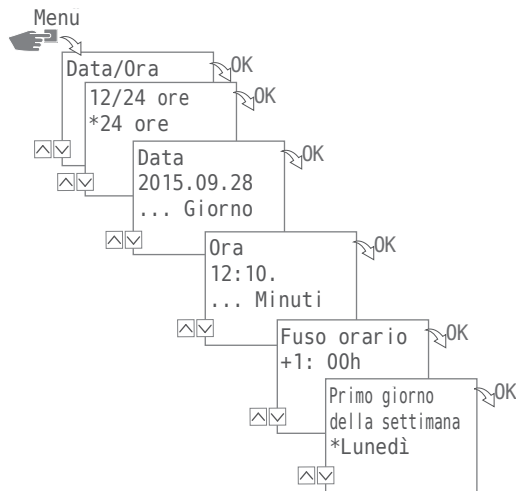 Menu
Data/Ora
OK
12/24 ore
*24 ore
OK
Data
2015.09.28
... Giorno
OK
Ora
12:10.
... Minuti
OK
Fuso orario
+1: 00h
OK
Primo giorno
della settimana
*Lunedì
OK